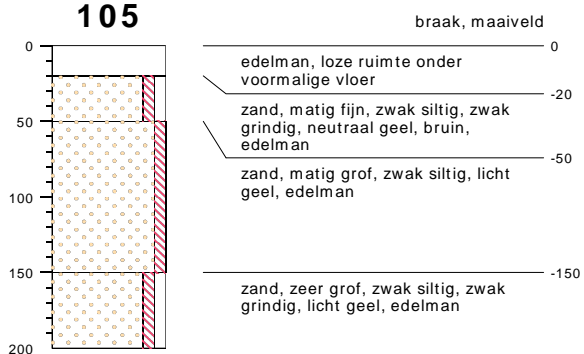 105
braak, maaiveld
0
0
edelman, loze ruimte onder
voormalige vloer
-20
zand, matig fijn, zwak siltig, zwak
grindig, neutraal geel, bruin,
edelman
50
-50
zand, matig grof, zwak siltig, licht
geel, edelman
100
150
-150
zand, zeer grof, zwak siltig, zwak
grindig, licht geel, edelman
200